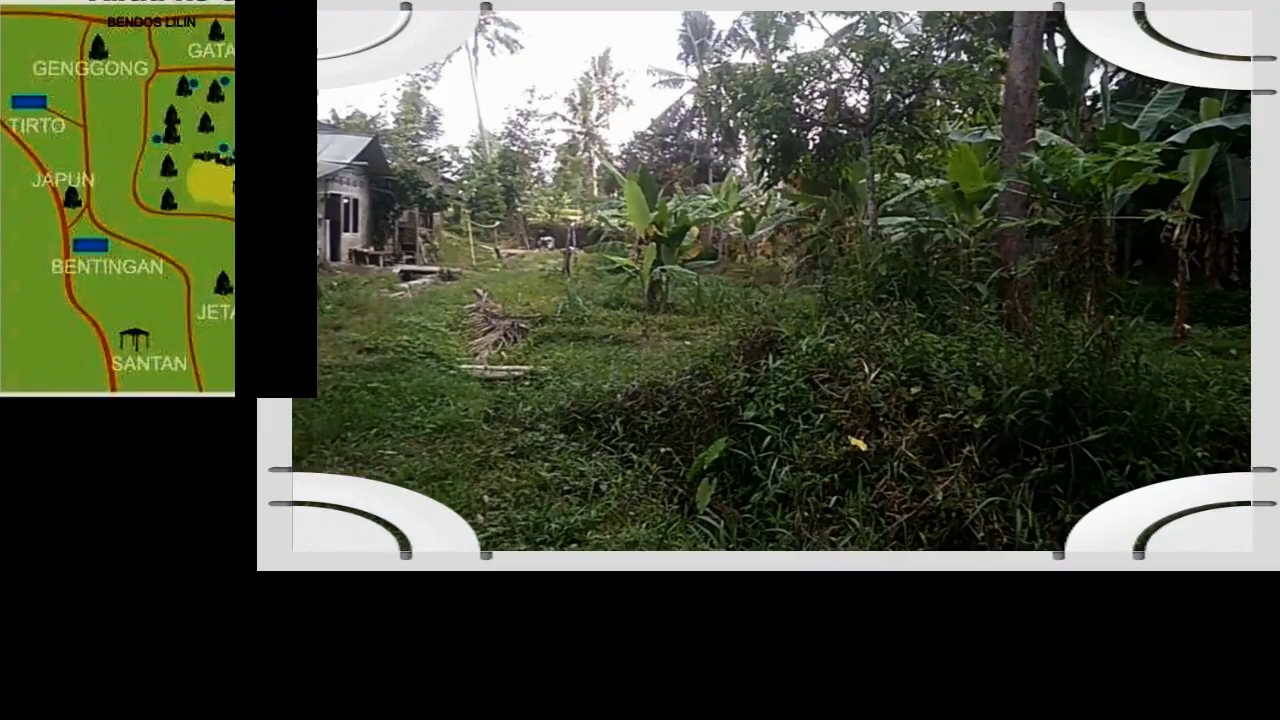 BENDOS LILIN
GENGGONG
GATA
TIRTO
JAPUN
BENTINGAN
JETA
SANTAN